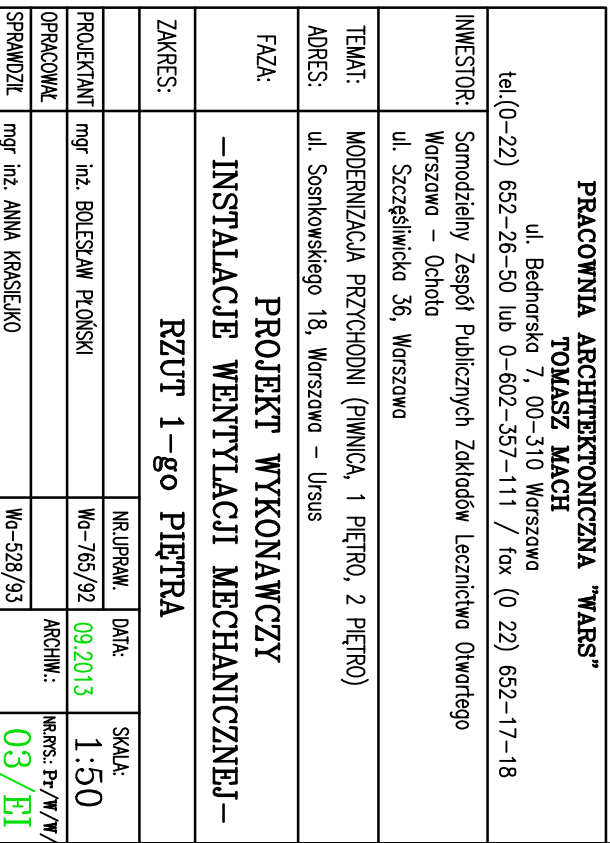 PRACOWNIA ARCHITEKTONICZNA "WARS"
TOMASZ MACH
ul. Bednarska 7, 00-310 Warszawa
tel.(0-22) 652-26-50 lub 0-602-357-111 / fax (0 22) 652-17-18
INWESTOR: Samodzielny Zespół Publicznych Zakładów Lecznictwa Otwartego
Warszawa - Ochota
ul. Szczęśliwicka 36, Warszawa
TEMAT: MODERNIZACJA PRZYCHODNI (PIWNICA, 1 PIĘTRO, 2 PIĘTRO)
ADRES: ul. Sosnkowskiego 18, Warszawa - Ursus
FAZA: PROJEKT WYKONAWCZY
-INSTALACJE WENTYLACJI MECHANICZNEJ-
ZAKRES: RZUT 1-go PIĘTRA
NR.UPRAW. DATA: SKALA:
PROJEKTANT mgr inż. BOLESŁAW PŁOŃSKI Wa-765/92 09.2013 1:50
OPRACOWAŁ ARCHIW.: NR.RYS.: Pr/W/W/
SPRAWDZIŁ mgr inż. ANNA KRASIEJKO Wa-528/93 03/EI